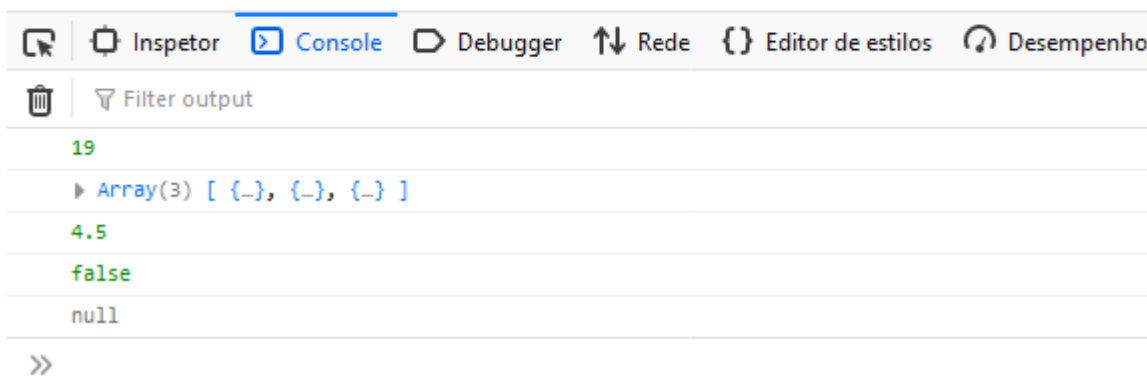 Inspetor Console Debugger Rede {} Editor de estilos Desempenho
Filter output
19
Array(3) [ {…}, {…}, {…} ]
4.5
false
null